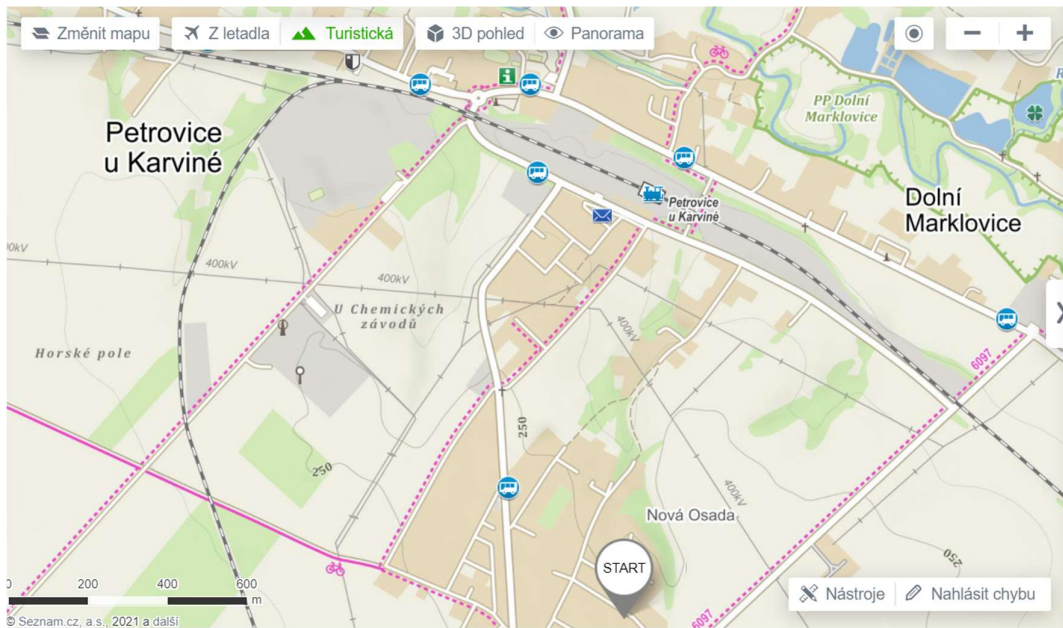 Změnit mapu
Z letadla
Turistická
3D pohled
Panorama
Petrovice
u Karviné
PP Dolní
Marklovice
Dolní
Marklovice
Petrovice
u Karviné
400kV
400kV
400kV
U Chemických
závodů
Horské pole
6097
250
250
400kV
Nová Osada
250
START
6097
0 200 400 600
m
Nástroje
Nahlásit chybu
© Seznam.cz, a.s., 2021 a další